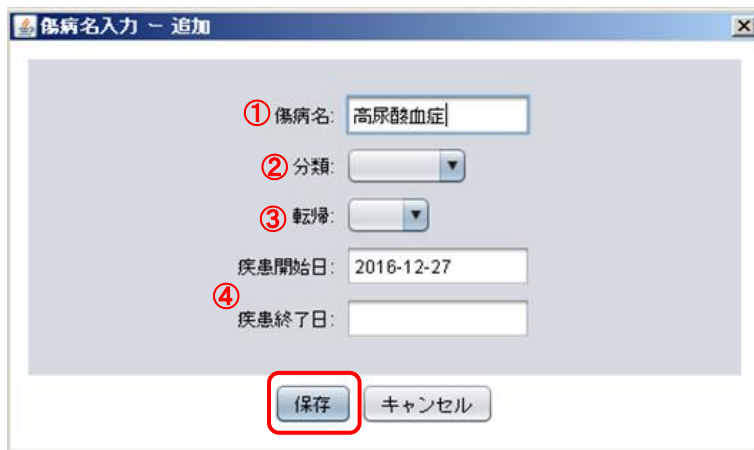 傷病名入力 － 追加
① 傷病名: 高尿酸血症
② 分類:
③ 転帰:
疾患開始日: 2016-12-27
④
疾患終了日:
保存 キャンセル